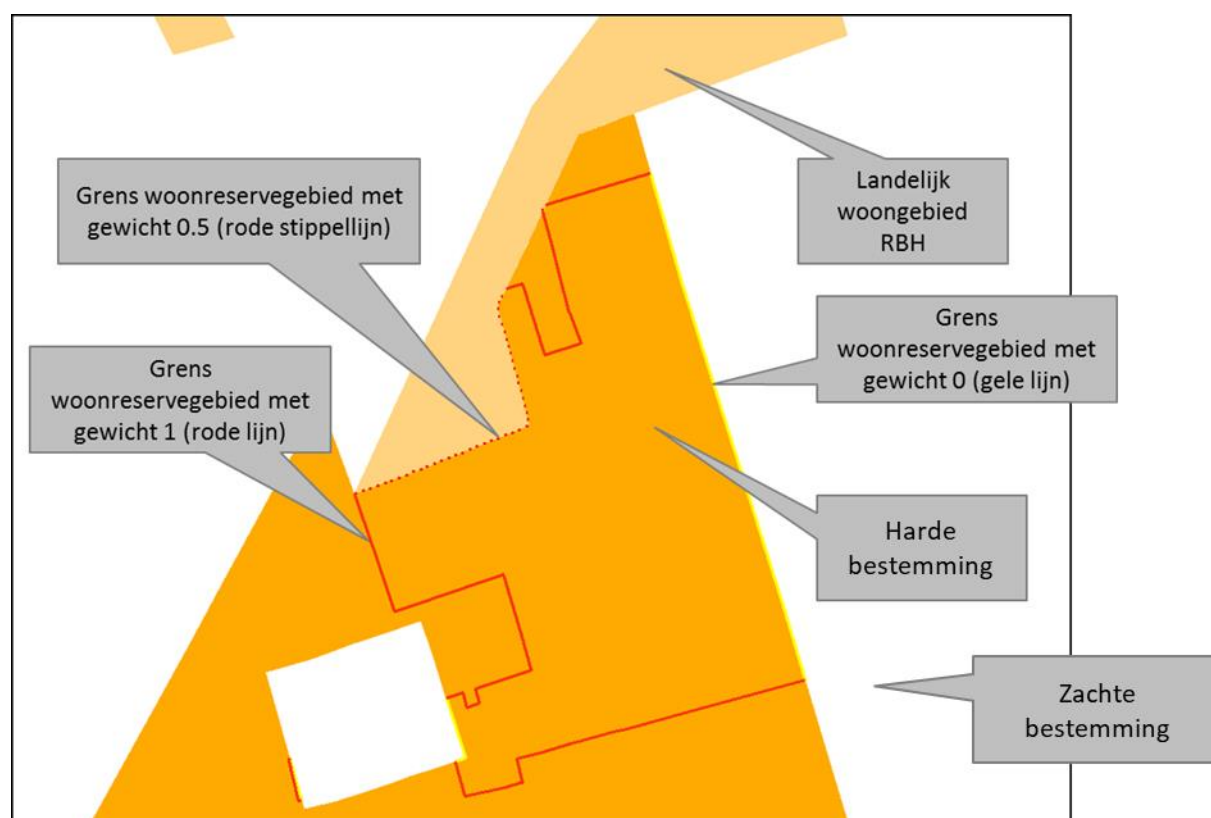 Grens woonreservegebied met
gewicht 0.5 (rode stippellijn)
Landelijk
woongebied
RBH
Grens
woonreservegebied met
gewicht 1 (rode lijn)
Grens
woonreservegebied met
gewicht 0 (gele lijn)
Harde
bestemming
Zachte
bestemming